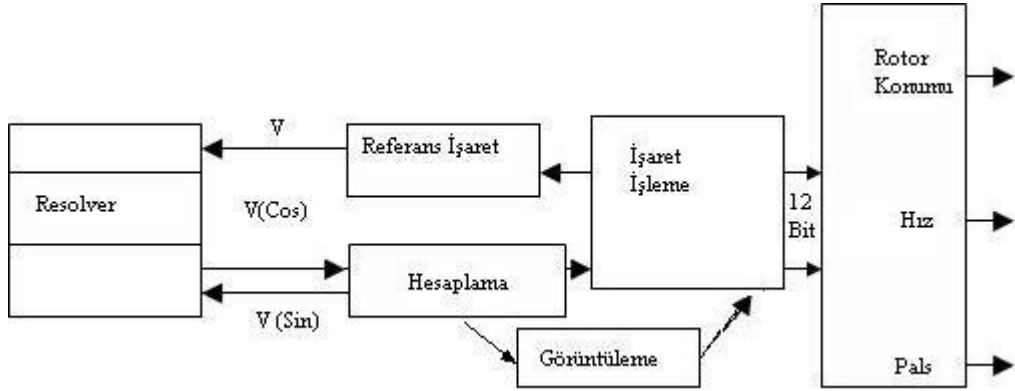 Resolver
V
V(Cos)
V (Sin)
Referans İşaret
Hesaplama
Görüntüleme
İşaret
İşleme
12
Bit
Rotor
Konumu
Hız
Pals